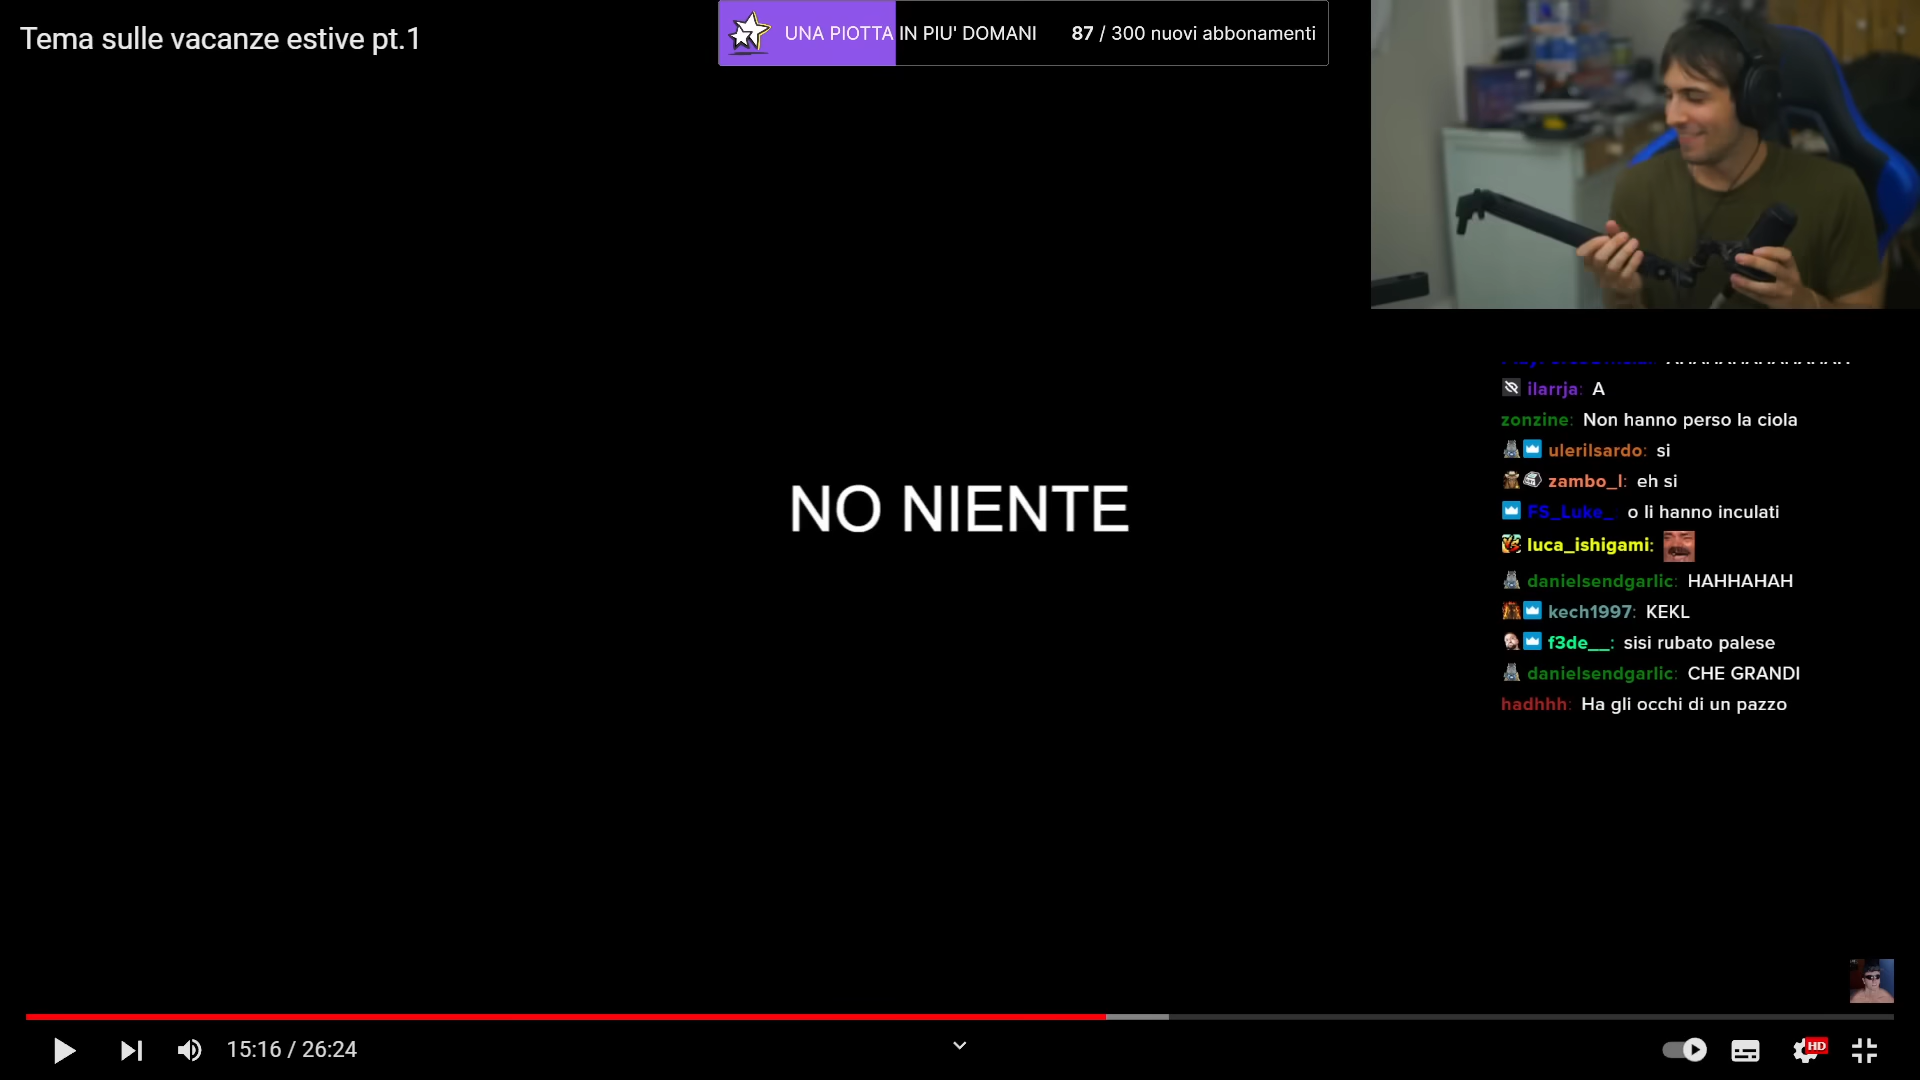 Tema sulle vacanze estive pt.1
UNA PIOTTA IN PIU' DOMANI 87 / 300 nuovi abbonamenti
ilarrja: A
zonzine: Non hanno perso la ciola
ulerilsardo: si
zambo_l: eh si
FS_Luke_: o li hanno inculati
luca_ishigami:
danielsendgarlic: HAHHAHAH
kech1997: KEKL
f3de__: sisi rubato palese
danielsendgarlic: CHE GRANDI
hadhhh: Ha gli occhi di un pazzo
NO NIENTE
15:16 / 26:24
HD